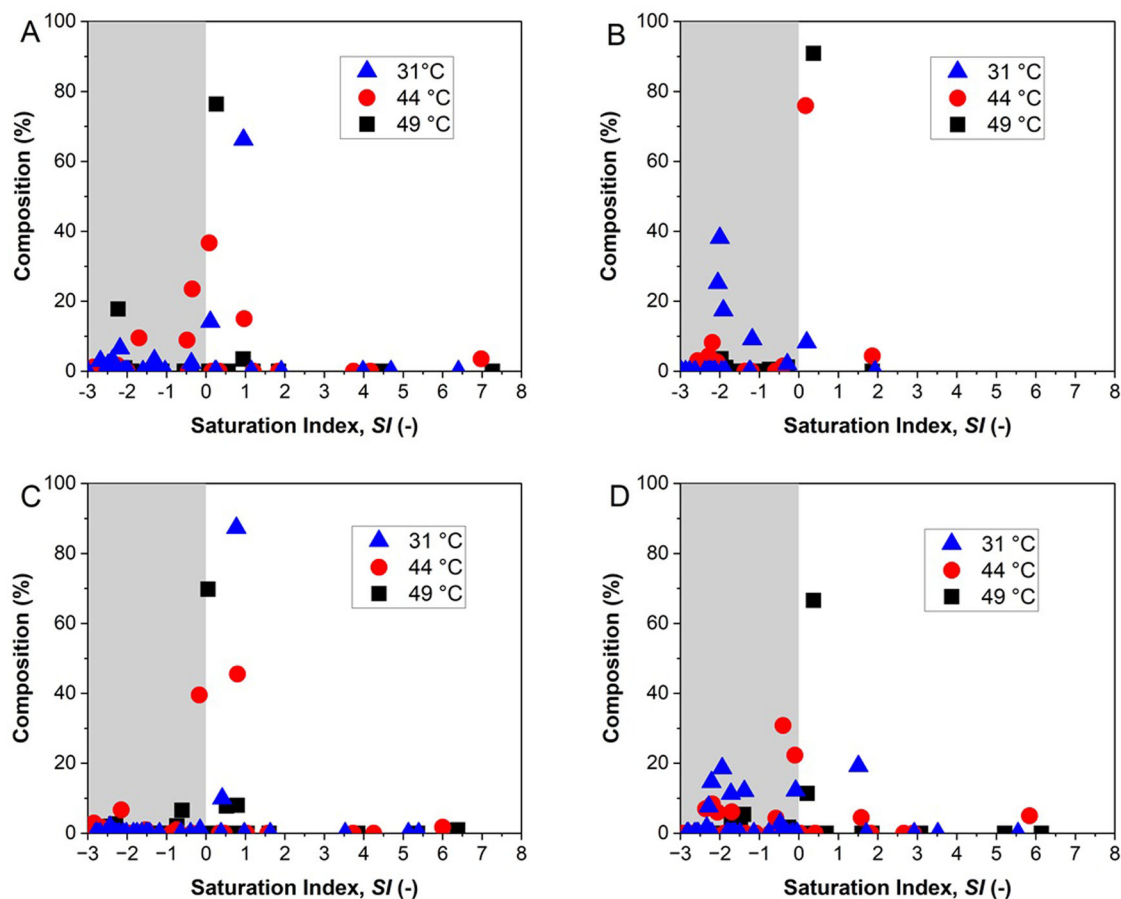 A
100
80
60
40
20
0
Composition (%)
31°C
44 °C
49 °C
-3 -2 -1 0 1 2 3 4 5 6 7 8
Saturation Index, SI (-)
B
100
80
60
40
20
0
Composition (%)
31 °C
44 °C
49 °C
-3 -2 -1 0 1 2 3 4 5 6 7 8
Saturation Index, SI (-)
C
100
80
60
40
20
0
Composition (%)
31 °C
44 °C
49 °C
-3 -2 -1 0 1 2 3 4 5 6 7 8
Saturation Index, SI (-)
D
100
80
60
40
20
0
Composition (%)
31 °C
44 °C
49 °C
-3 -2 -1 0 1 2 3 4 5 6 7 8
Saturation Index, SI (-)